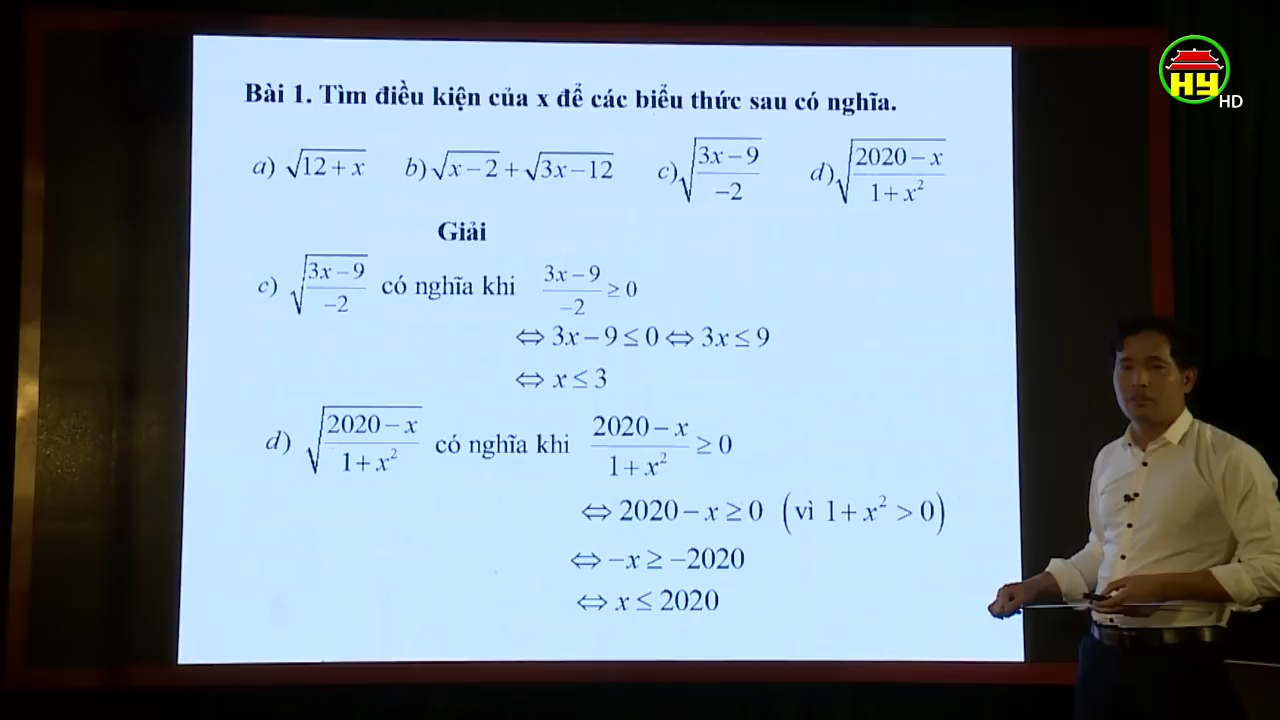 HY HD
Bài 1. Tìm điều kiện của x để các biểu thức sau có nghĩa.
a) √(12 + x) b) √(x − 2) + √(3x − 12) c) √((3x − 9)/(−2)) d) √((2020 − x)/(1 + x²))
Giải
c) √((3x − 9)/(−2)) có nghĩa khi (3x − 9)/(−2) ≥ 0
⇔ 3x − 9 ≤ 0 ⇔ 3x ≤ 9
⇔ x ≤ 3
d) √((2020 − x)/(1 + x²)) có nghĩa khi (2020 − x)/(1 + x²) ≥ 0
⇔ 2020 − x ≥ 0 (vì 1 + x² > 0)
⇔ −x ≥ −2020
⇔ x ≤ 2020